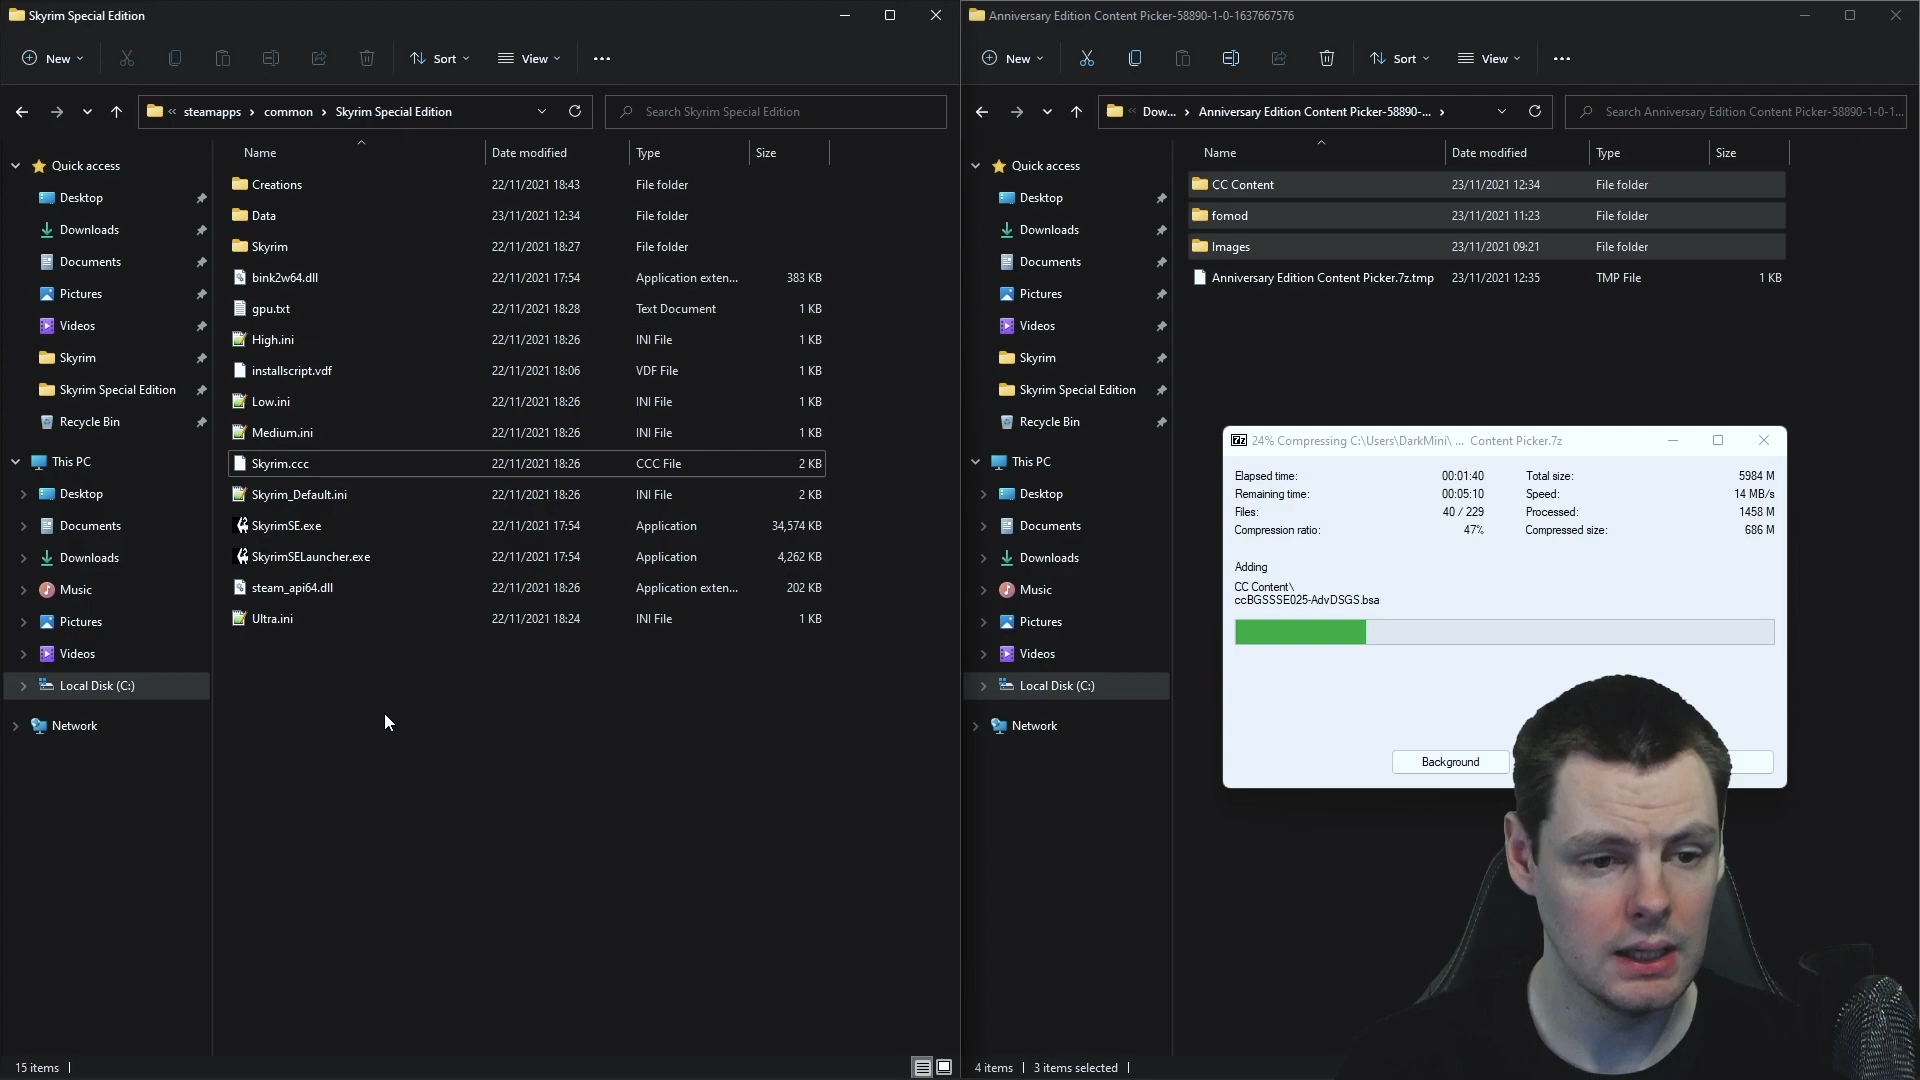 Skyrim Special Edition
New
Sort
View
steamapps
common
Skyrim Special Edition
Search Skyrim Special Edition
Name
Date modified
Type
Size
Quick access
Desktop
Downloads
Documents
Pictures
Videos
Skyrim
Skyrim Special Edition
Recycle Bin
This PC
Desktop
Documents
Downloads
Music
Pictures
Videos
Local Disk (C:)
Network
Creations 22/11/2021 18:43 File folder
Data 23/11/2021 12:34 File folder
Skyrim 22/11/2021 18:27 File folder
bink2w64.dll 22/11/2021 17:54 Application exten... 383 KB
gpu.txt 22/11/2021 18:28 Text Document 1 KB
High.ini 22/11/2021 18:26 INI File 1 KB
installscript.vdf 22/11/2021 18:06 VDF File 1 KB
Low.ini 22/11/2021 18:26 INI File 1 KB
Medium.ini 22/11/2021 18:26 INI File 1 KB
Skyrim.ccc 22/11/2021 18:26 CCC File 2 KB
Skyrim_Default.ini 22/11/2021 18:26 INI File 2 KB
SkyrimSE.exe 22/11/2021 17:54 Application 34,574 KB
SkyrimSELauncher.exe 22/11/2021 17:54 Application 4,262 KB
steam_api64.dll 22/11/2021 18:26 Application exten... 202 KB
Ultra.ini 22/11/2021 18:24 INI File 1 KB
15 items
Anniversary Edition Content Picker-58890-1-0-1637667576
New
Sort
View
Dow...
Anniversary Edition Content Picker-58890-...
Search Anniversary Edition Content Picker-58890-1-0-1...
Name
Date modified
Type
Size
Quick access
Desktop
Downloads
Documents
Pictures
Videos
Skyrim
Skyrim Special Edition
Recycle Bin
This PC
Desktop
Documents
Downloads
Music
Pictures
Videos
Local Disk (C:)
Network
CC Content 23/11/2021 12:34 File folder
fomod 23/11/2021 11:23 File folder
Images 23/11/2021 09:21 File folder
Anniversary Edition Content Picker.7z.tmp 23/11/2021 12:35 TMP File 1 KB
7z 24% Compressing C:\Users\DarkMini\ ... Content Picker.7z
Elapsed time: 00:01:40 Total size: 5984 M
Remaining time: 00:05:10 Speed: 14 MB/s
Files: 40 / 229 Processed: 1458 M
Compression ratio: 47% Compressed size: 686 M
Adding
CC Content\
ccBGSSSE025-AdvDSGS.bsa
Background
4 items
3 items selected